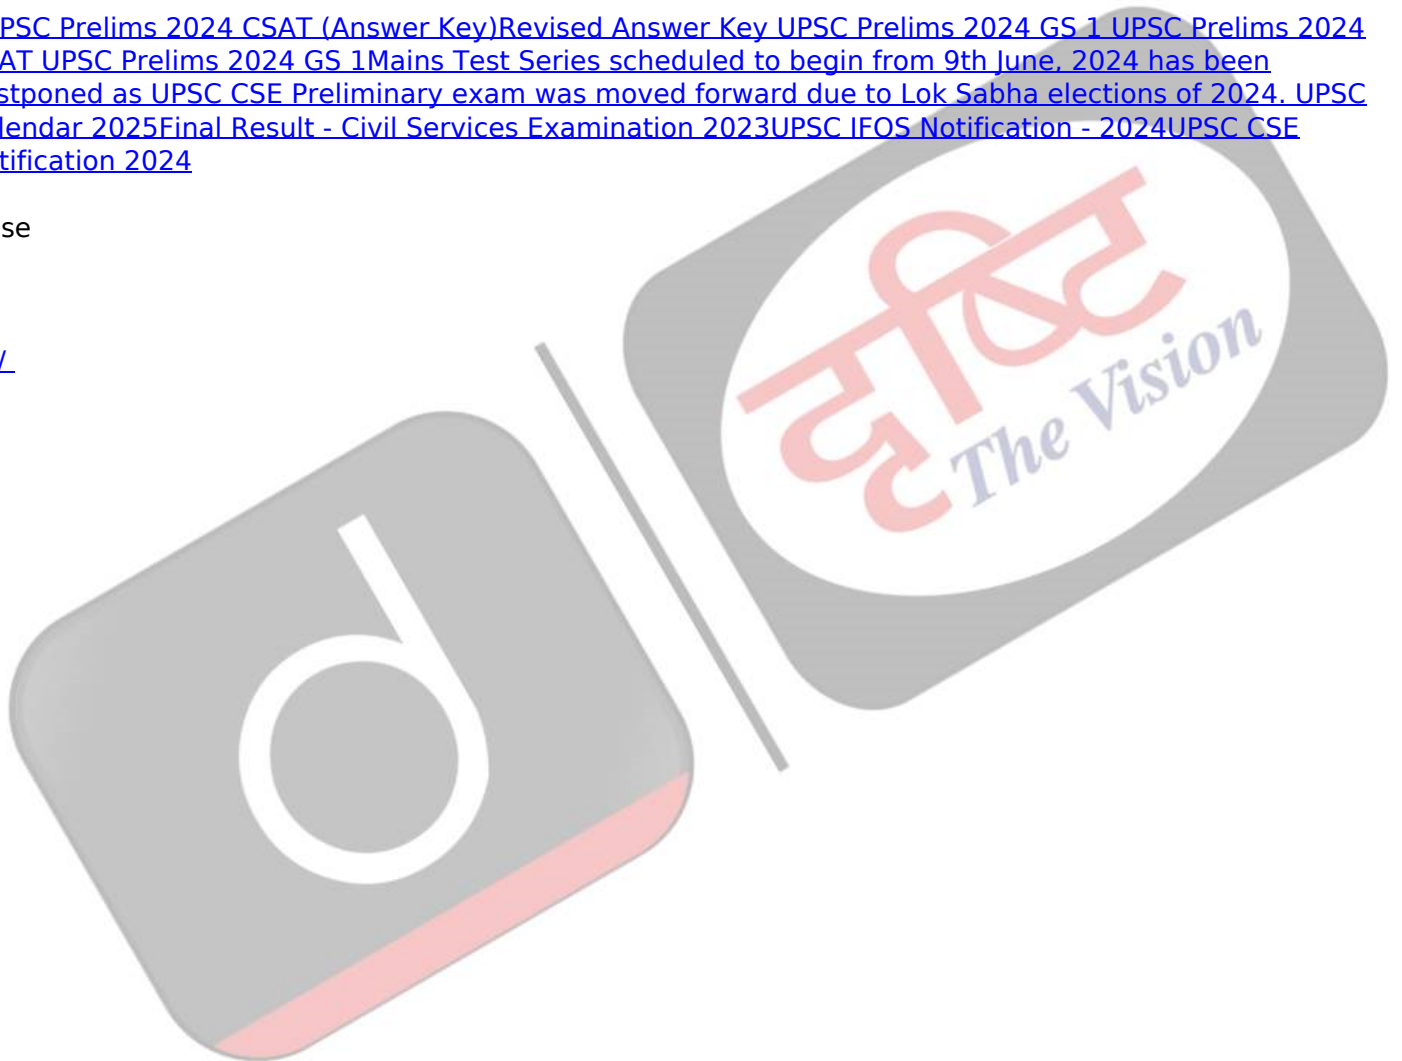 PSC Prelims 2024 CSAT (Answer Key)Revised Answer Key UPSC Prelims 2024 GS 1 UPSC Prelims 2024
AT UPSC Prelims 2024 GS 1Mains Test Series scheduled to begin from 9th June, 2024 has been
stponed as UPSC CSE Preliminary exam was moved forward due to Lok Sabha elections of 2024. UPSC
lendar 2025Final Result - Civil Services Examination 2023UPSC IFOS Notification - 2024UPSC CSE
tification 2024
se
/
दृष्टि
The Vision
d